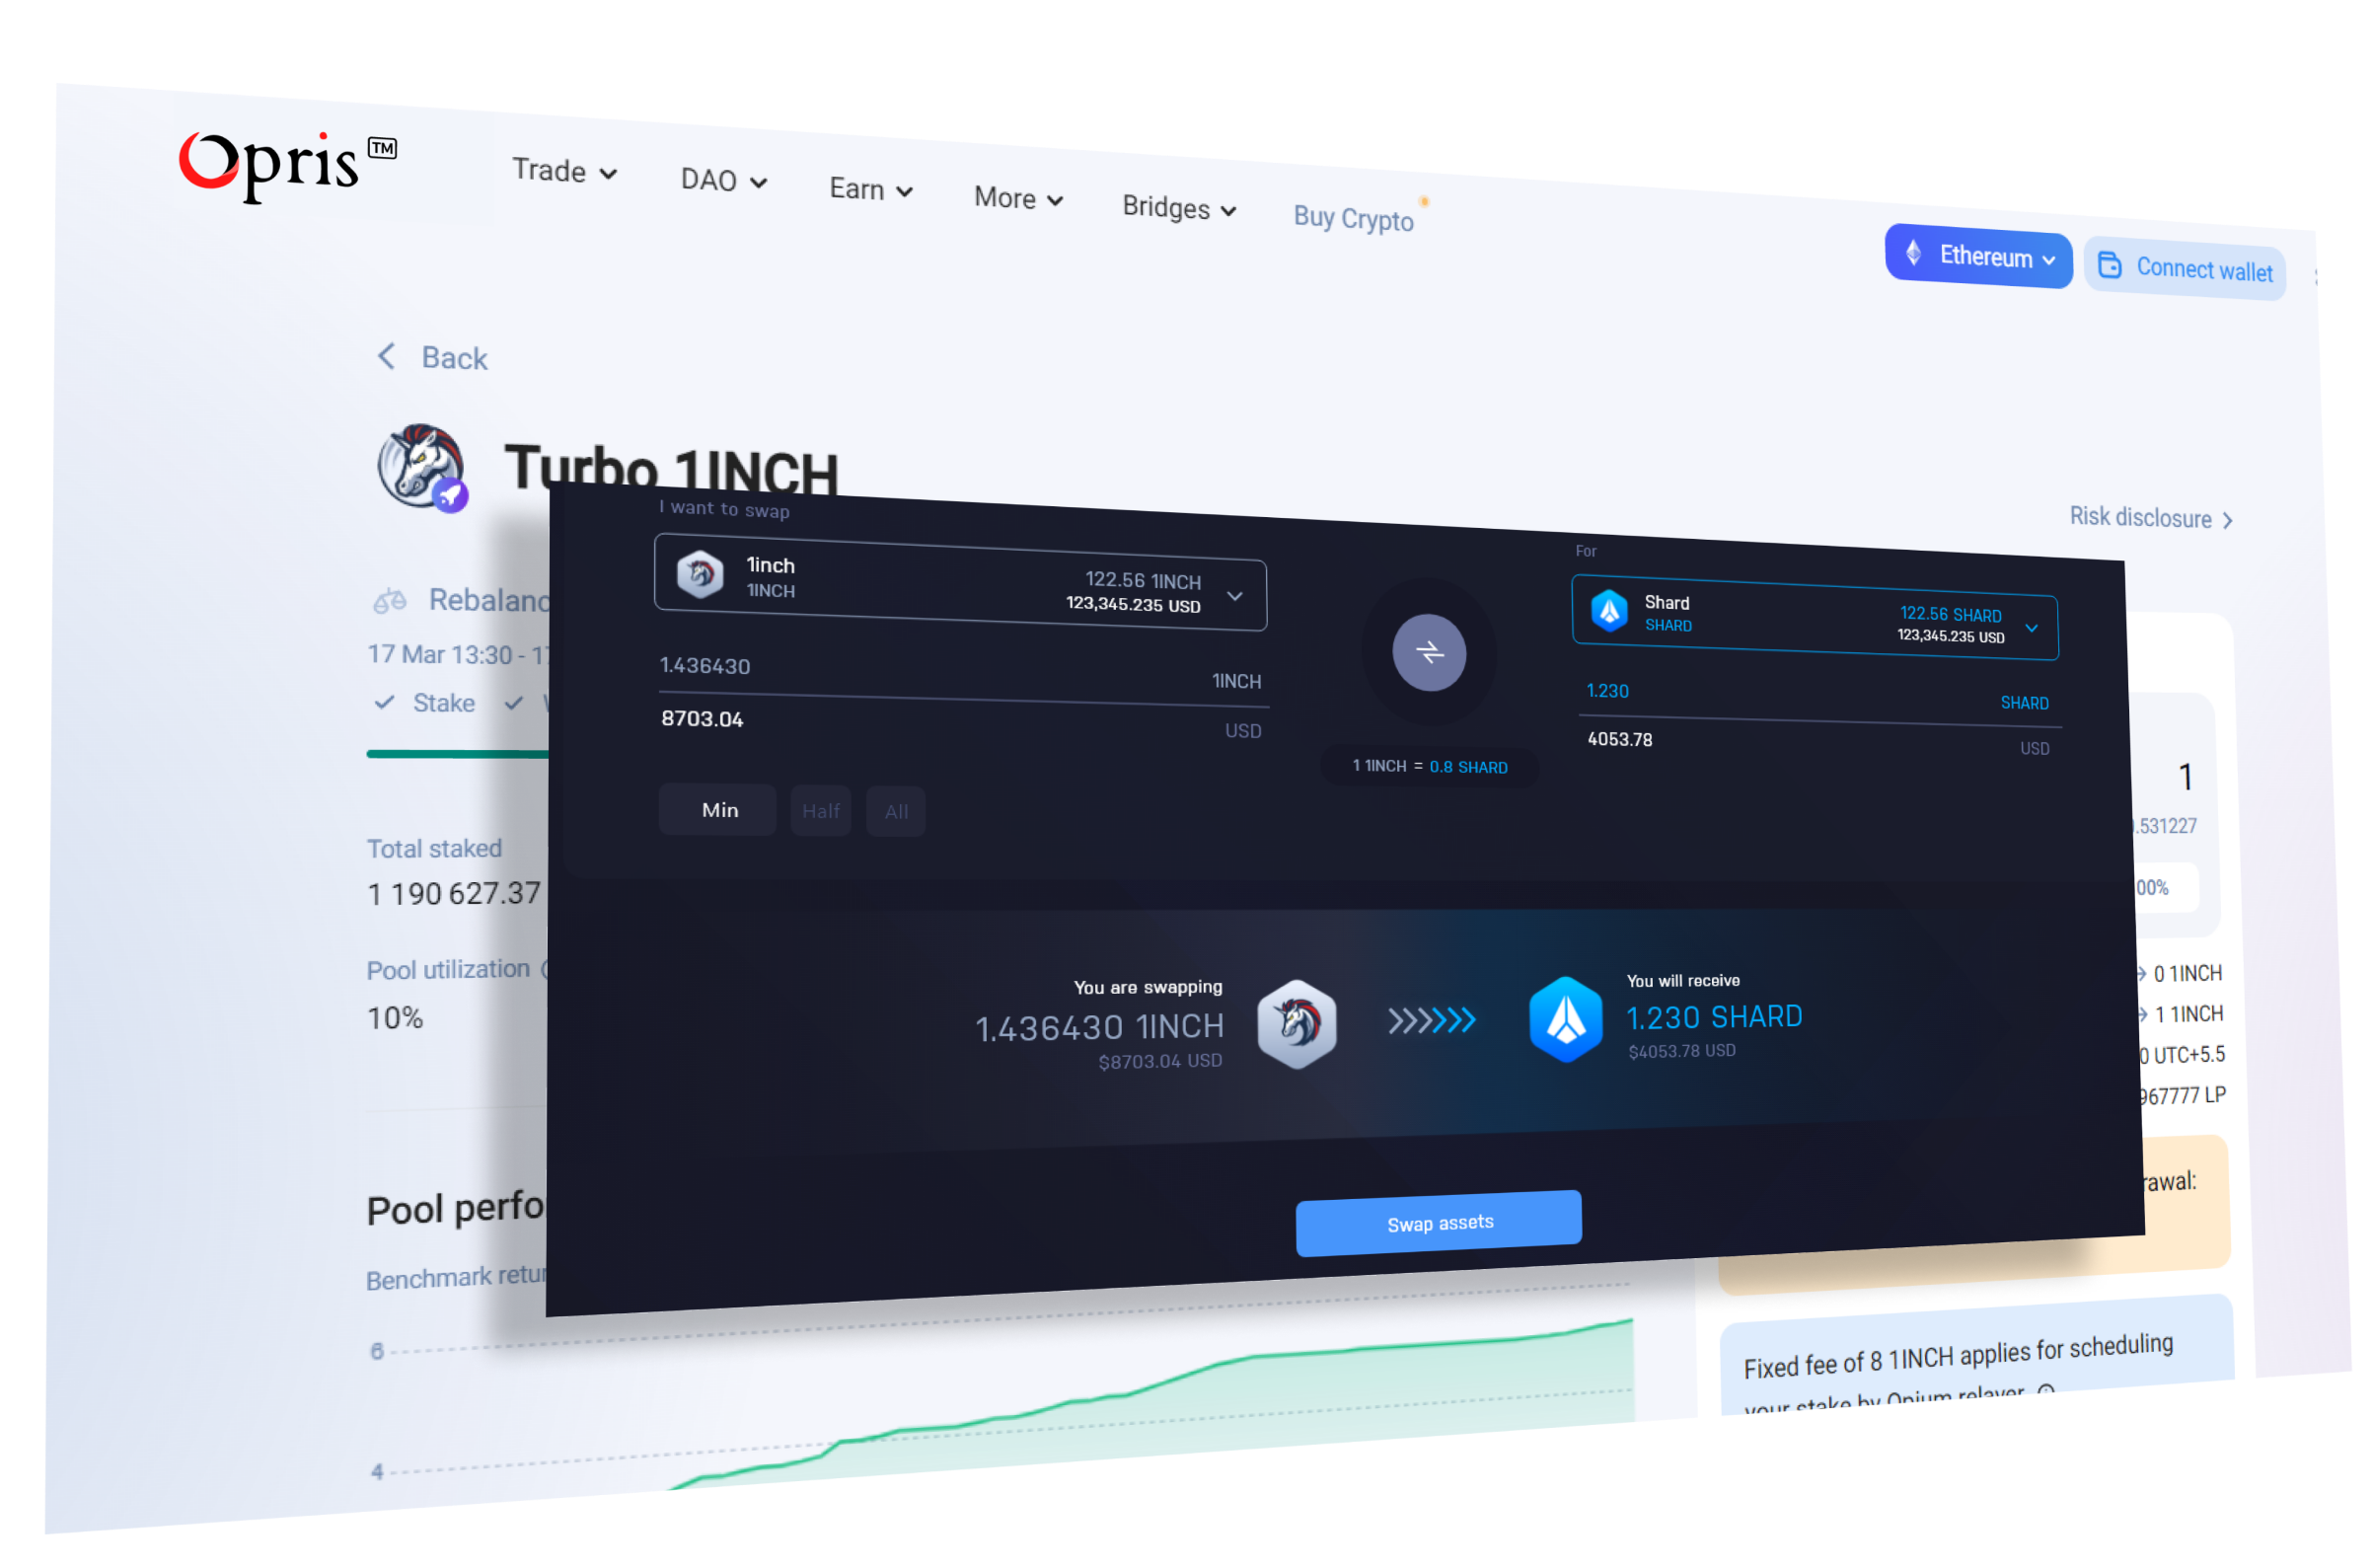 Opris TM
Trade DAO Earn More Bridges Buy Crypto
Ethereum Connect wallet
Back
Turbo 1INCH
Risk disclosure
17 Mar 13:30 -
Stake
Total staked
1 190 627.37
Pool utilization
10%
Pool
Benchmark
6
4
I want to swap
1inch
1INCH
122.56 1INCH
123,345.235 USD
1.436430 1INCH
8703.04 USD
Min Half All
1 1INCH = 0.8 SHARD
For
Shard
SHARD
122.56 SHARD
123,345.235 USD
1.230 SHARD
4053.78 USD
You are swapping
1.436430 1INCH
$8703.04 USD
You will receive
1.230 SHARD
$4053.78 USD
Swap assets
1
.531227
00%
0 1INCH
1 1INCH
0 UTC+5.5
967777 LP
rawal:
Fixed fee of 8 1INCH applies for scheduling
your stake by Opium relayer